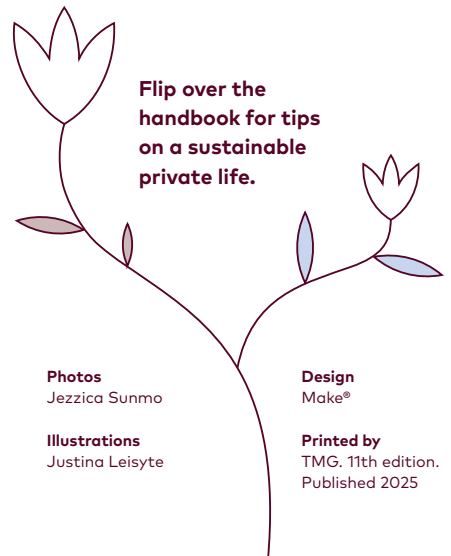 Flip over the
handbook for tips
on a sustainable
private life.
Photos
Jezzica Sunmo
Illustrations
Justina Leisyte
Design
Make®
Printed by
TMG. 11th edition.
Published 2025